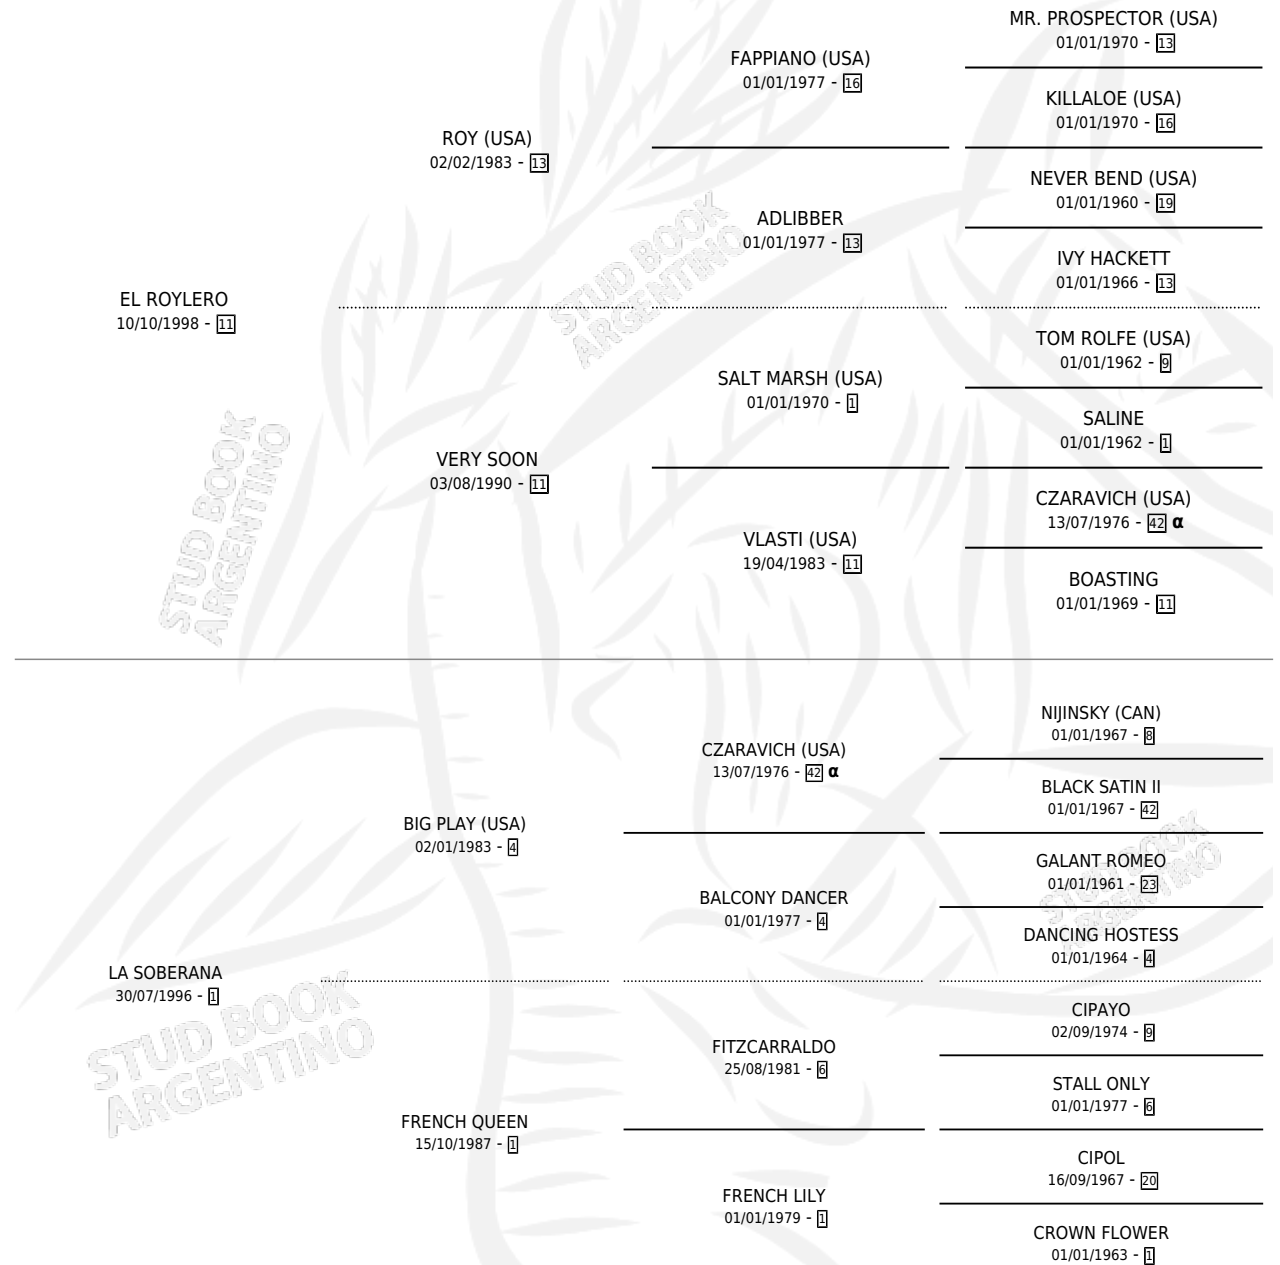 MR. PROSPECTOR (USA)
01/01/1970 - 13
FAPPIANO (USA)
01/01/1977 - 16
KILLALOE (USA)
01/01/1970 - 16
ROY (USA)
02/02/1983 - 13
NEVER BEND (USA)
01/01/1960 - 19
ADLIBBER
01/01/1977 - 13
IVY HACKETT
01/01/1966 - 13
EL ROYLERO
10/10/1998 - 11
TOM ROLFE (USA)
01/01/1962 - 9
SALT MARSH (USA)
01/01/1970 - 1
SALINE
01/01/1962 - 1
VERY SOON
03/08/1990 - 11
CZARAVICH (USA)
13/07/1976 - 42 α
VLASTI (USA)
19/04/1983 - 11
BOASTING
01/01/1969 - 11
NIJINSKY (CAN)
01/01/1967 - 8
CZARAVICH (USA)
13/07/1976 - 42 α
BLACK SATIN II
01/01/1967 - 42
BIG PLAY (USA)
02/01/1983 - 4
GALANT ROMEO
01/01/1961 - 23
BALCONY DANCER
01/01/1977 - 4
DANCING HOSTESS
01/01/1964 - 4
LA SOBERANA
30/07/1996 - 1
CIPAYO
02/09/1974 - 9
FITZCARRALDO
25/08/1981 - 6
STALL ONLY
01/01/1977 - 6
FRENCH QUEEN
15/10/1987 - 1
CIPOL
16/09/1967 - 20
FRENCH LILY
01/01/1979 - 1
CROWN FLOWER
01/01/1963 - 1
STUD BOOK
ARGENTINO
STUD BOOK
ARGENTINO
STUD BOOK
ARGENTINO
STUD BOOK
ARGENTINO